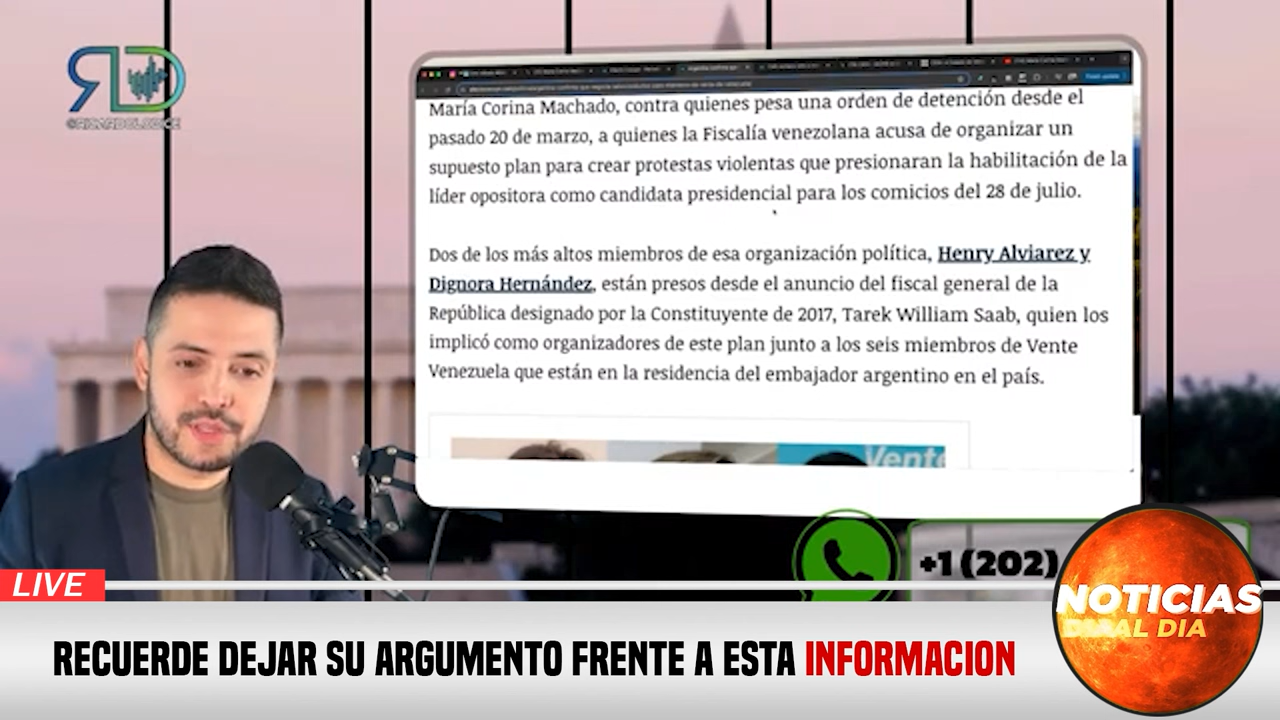 RD
María Corina Machado, contra quienes pesa una orden de detención desde el
pasado 20 de marzo, a quienes la Fiscalía venezolana acusa de organizar un
supuesto plan para crear protestas violentas que presionaran la habilitación de la
líder opositora como candidata presidencial para los comicios del 28 de julio.
Dos de los más altos miembros de esa organización política, Henry Alviarez y
Dignora Hernández, están presos desde el anuncio del fiscal general de la
República designado por la Constituyente de 2017, Tarek William Saab, quien los
implicó como organizadores de este plan junto a los seis miembros de Vente
Venezuela que están en la residencia del embajador argentino en el país.
Vente
+1 (202)
LIVE
NOTICIAS
AL DIA
RECUERDE DEJAR SU ARGUMENTO FRENTE A ESTA INFORMACION